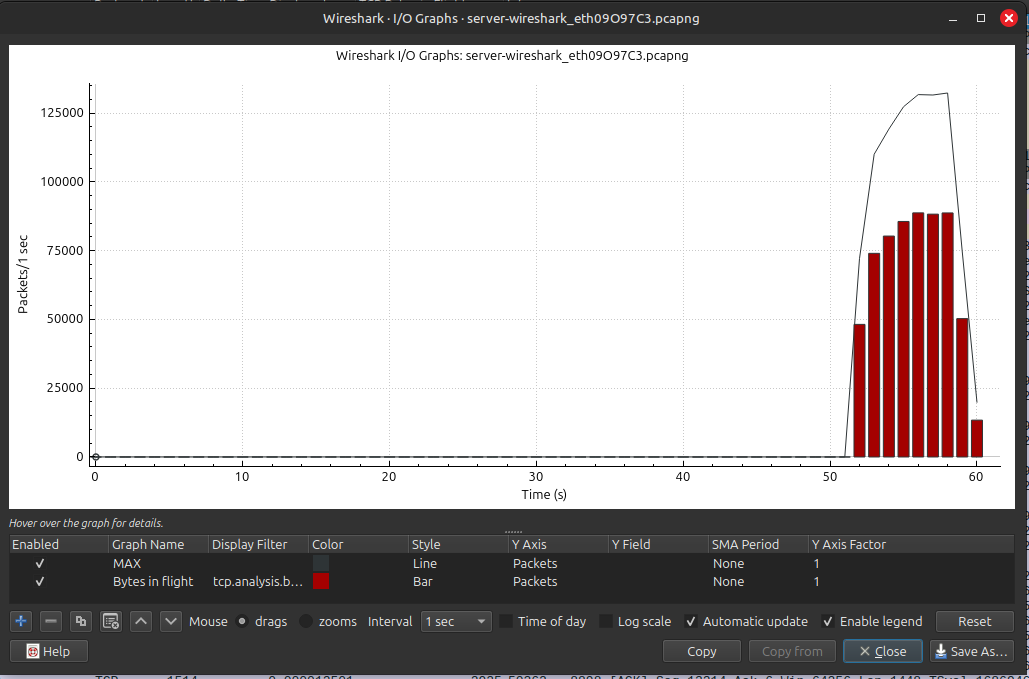 Wireshark · I/O Graphs · server-wireshark_eth09O97C3.pcapng
Wireshark I/O Graphs: server-wireshark_eth09O97C3.pcapng
Packets/1 sec
125000
100000
75000
50000
25000
0
0 10 20 30 40 50 60
Time (s)
Hover over the graph for details.
Enabled Graph Name Display Filter Color Style Y Axis Y Field SMA Period Y Axis Factor
✓ MAX Line Packets None 1
✓ Bytes in flight tcp.analysis.b... Bar Packets None 1
Mouse drags zooms Interval 1 sec Time of day Log scale Automatic update Enable legend Reset
Help Copy Copy from Close Save As...